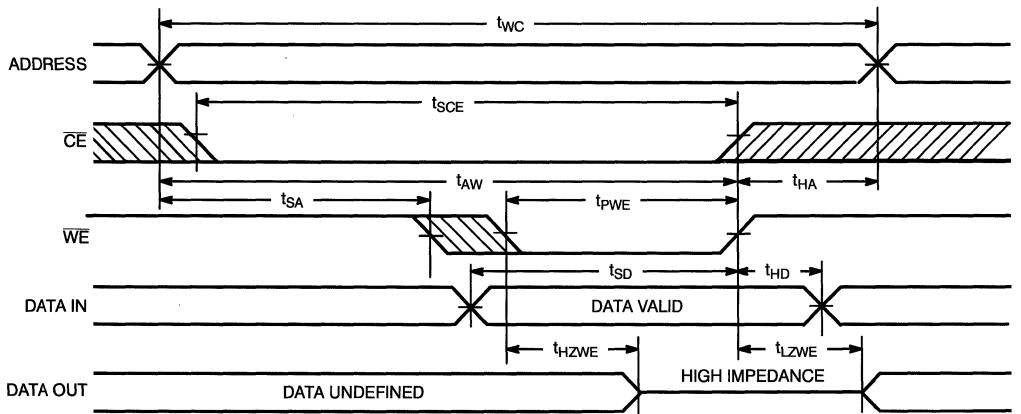 tWC
ADDRESS
tSCE
CE
tAW
tHA
tSA
tPWE
WE
tSD
tHD
DATA IN
DATA VALID
tHZWE
tLZWE
DATA OUT
DATA UNDEFINED
HIGH IMPEDANCE